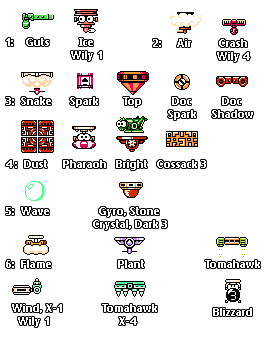 1: Guts Ice 2: Air Crash
Wily 1 Wily 4
3: Snake Spark Top Doc Doc
Spark Shadow
4: Dust Pharaoh Bright Cossack 3
5: Wave Gyro, Stone
Crystal, Dark 3
6: Flame Plant Tomahawk
Wind, X-1 Tomahawk Blizzard
Wily 1 X-4
3